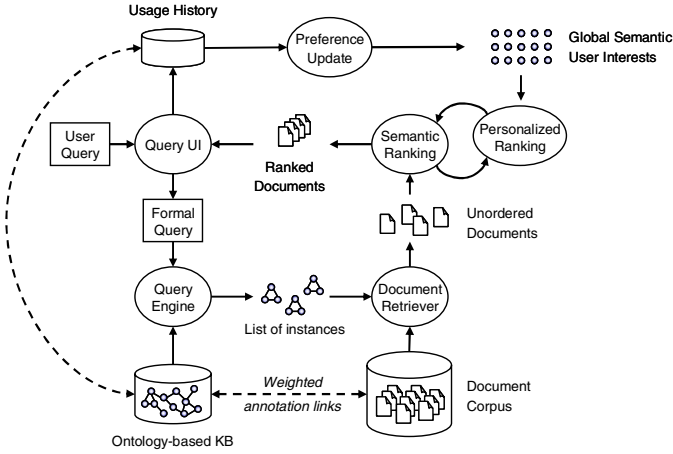 Usage History
Preference
Update
Global Semantic
User Interests
User
Query
Query UI
Ranked
Documents
Semantic
Ranking
Personalized
Ranking
Formal
Query
Unordered
Documents
Query
Engine
List of instances
Document
Retriever
Weighted
annotation links
Document
Corpus
Ontology-based KB